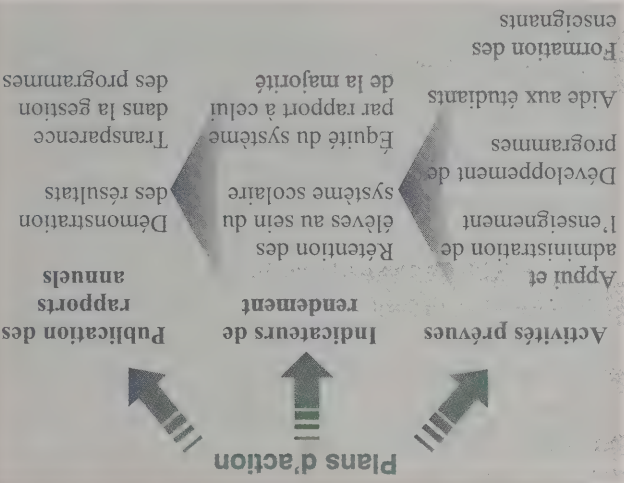 Plans d'action
Activités prévues
Appui et
administration de
l'enseignement
Développement de
programmes
Aide aux étudiants
Formation des
enseignants
Indicateurs de
rendement
Rétention des
élèves au sein du
système scolaire
Équité du système
par rapport à celui
de la majorité
Publication des
rapports
annuels
Démonstration
des résultats
Transparence
dans la gestion
des programmes